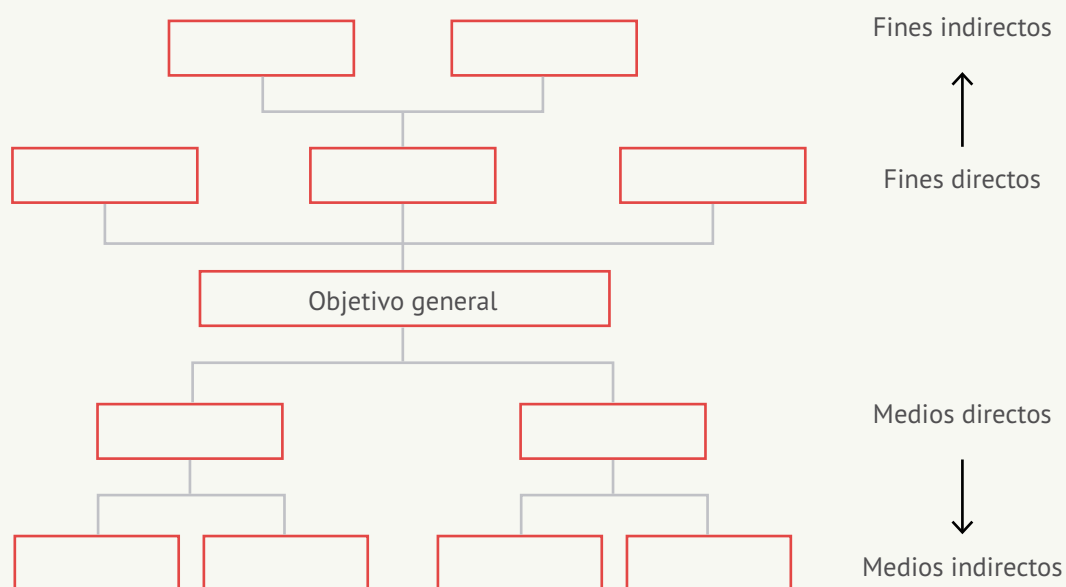 Fines indirectos
Fines directos
Objetivo general
Medios directos
Medios indirectos